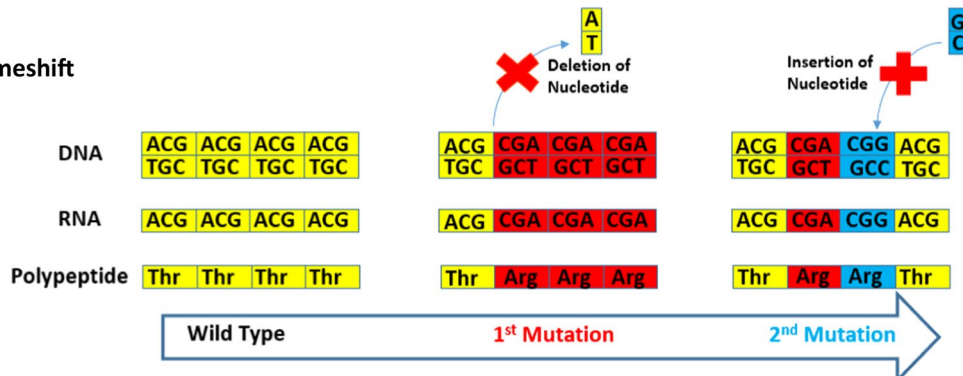 meshift
A
T
Deletion of
Nucleotide
Insertion of
Nucleotide
G
C
DNA
ACG ACG ACG ACG
TGC TGC TGC TGC
ACG CGA CGA CGA
TGC GCT GCT GCT
ACG CGA CGG ACG
TGC GCT GCC TGC
RNA
ACG ACG ACG ACG
ACG CGA CGA CGA
ACG CGA CGG ACG
Polypeptide
Thr Thr Thr Thr
Thr Arg Arg Arg
Thr Arg Arg Thr
Wild Type
1st Mutation
2nd Mutation